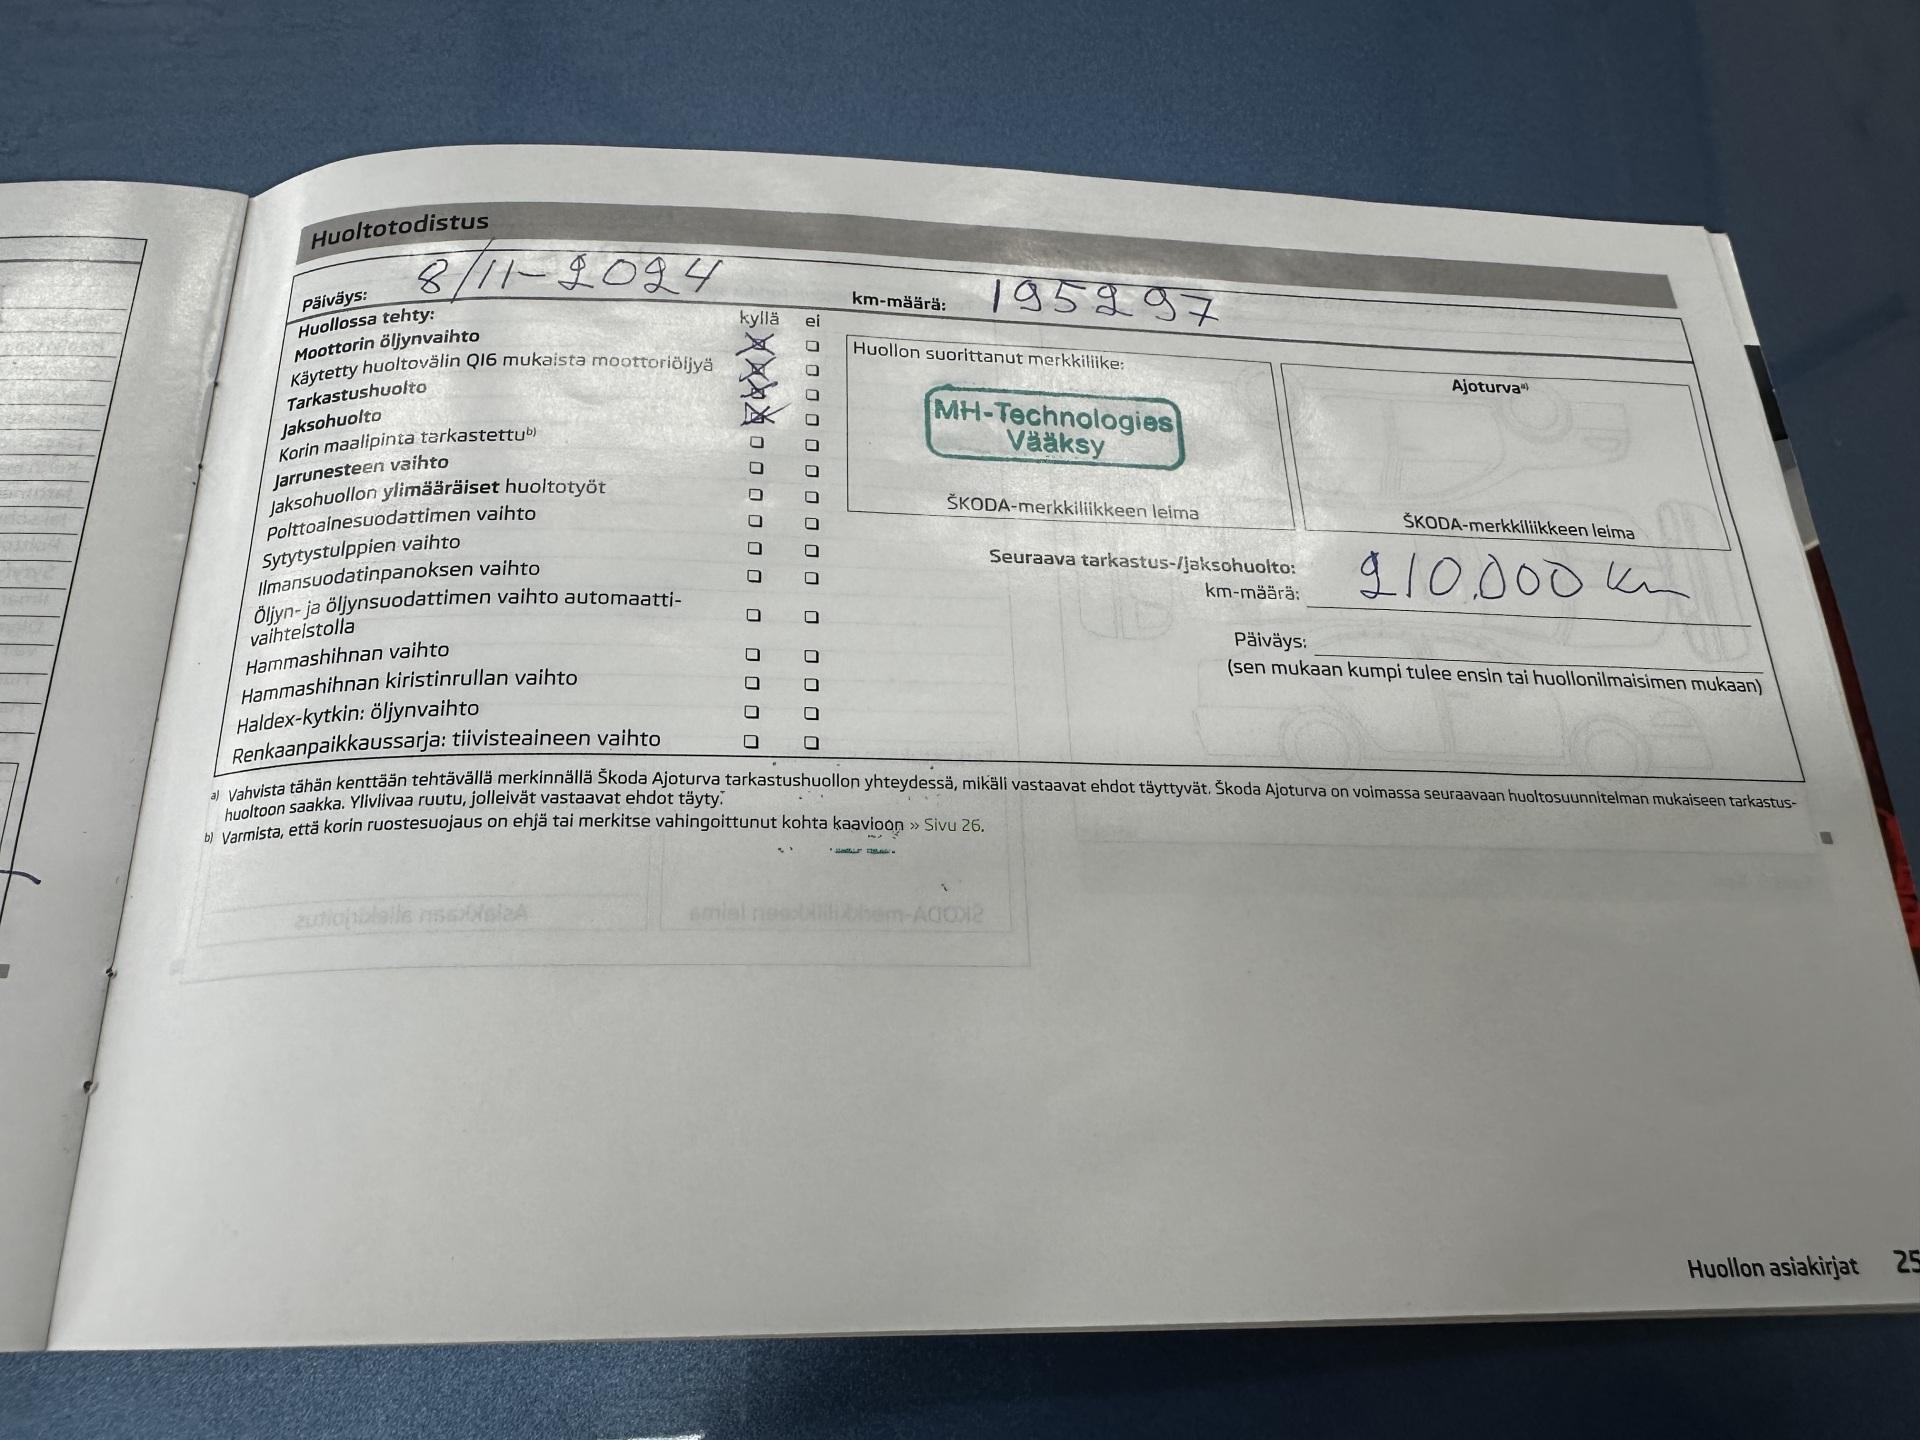 Huoltotodistus
Päiväys: 8/11-2024 km-määrä: 195297
Huollossa tehty: kyllä ei
Moottorin öljynvaihto
Käytetty huoltovälin QI6 mukaista moottoriöljyä
Tarkastushuolto
Jaksohuolto
Korin maalipinta tarkastettu b)
Jarrunesteen vaihto
Jaksohuollon ylimääräiset huoltotyöt
Polttoainesuodattimen vaihto
Sytytystulppien vaihto
Ilmansuodatinpanoksen vaihto
Öljyn- ja öljynsuodattimen vaihto automaatti-
vaihteistolla
Hammashihnan vaihto
Hammashihnan kiristinrullan vaihto
Haldex-kytkin: öljynvaihto
Renkaanpaikkaussarja: tiivisteaineen vaihto
Huollon suorittanut merkkiliike:
MH-Technologies
Vääksy
ŠKODA-merkkiliikkeen leima
Ajoturva a)
ŠKODA-merkkiliikkeen leima
Seuraava tarkastus-/jaksohuolto:
km-määrä: 210.000 km
Päiväys:
(sen mukaan kumpi tulee ensin tai huollonilmaisimen mukaan)
a) Vahvista tähän kenttään tehtävällä merkinnällä Škoda Ajoturva tarkastushuollon yhteydessä, mikäli vastaavat ehdot täyttyvät. Škoda Ajoturva on voimassa seuraavaan huoltosuunnitelman mukaiseen tarkastus-
huoltoon saakka. Yliviivaa ruutu, jolleivät vastaavat ehdot täyty.
b) Varmista, että korin ruostesuojaus on ehjä tai merkitse vahingoittunut kohta kaavioon » Sivu 26.
Huollon asiakirjat 25